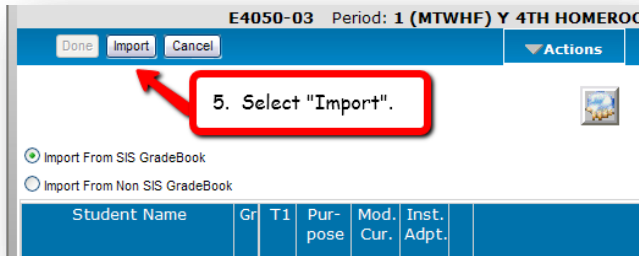 E4050-03 Period: 1 (MTWHF) Y 4TH HOMEROO
Done Import Cancel Actions
5. Select "Import".
Import From SIS GradeBook
Import From Non SIS GradeBook
Student Name Gr T1 Pur- Mod. Inst.
pose Cur. Adpt.